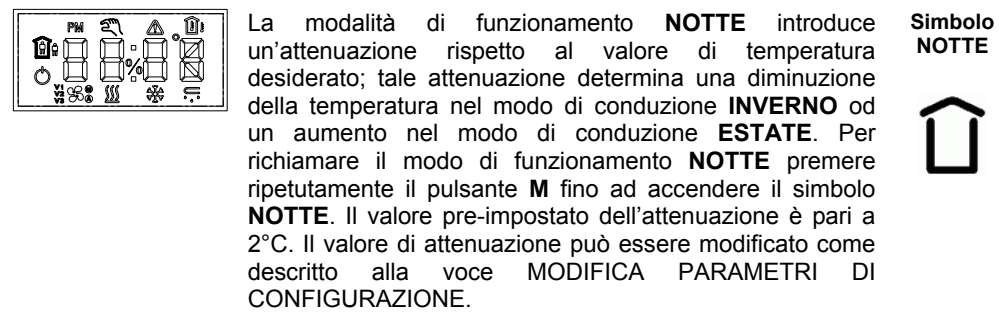 PM
V1
V2
V3
La modalità di funzionamento NOTTE introduce
un'attenuazione rispetto al valore di temperatura
desiderato; tale attenuazione determina una diminuzione
della temperatura nel modo di conduzione INVERNO od
un aumento nel modo di conduzione ESTATE. Per
richiamare il modo di funzionamento NOTTE premere
ripetutamente il pulsante M fino ad accendere il simbolo
NOTTE. Il valore pre-impostato dell'attenuazione è pari a
2°C. Il valore di attenuazione può essere modificato come
descritto alla voce MODIFICA PARAMETRI DI
CONFIGURAZIONE.
Simbolo
NOTTE